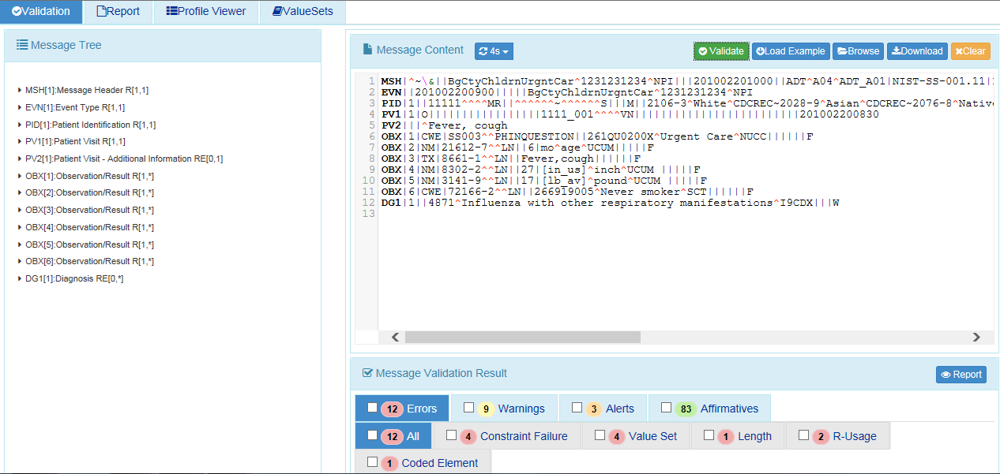 Validation Report Profile Viewer ValueSets
Message Tree
MSH[1]:Message Header R[1,1]
EVN[1]:Event Type R[1,1]
PID[1]:Patient Identification R[1,1]
PV1[1]:Patient Visit R[1,1]
PV2[1]:Patient Visit - Additional Information RE[0,1]
OBX[1]:Observation/Result R[1,*]
OBX[2]:Observation/Result R[1,*]
OBX[3]:Observation/Result R[1,*]
OBX[4]:Observation/Result R[1,*]
OBX[5]:Observation/Result R[1,*]
OBX[6]:Observation/Result R[1,*]
DG1[1]:Diagnosis RE[0,*]
Message Content 4s Validate Load Example Browse Download Clear
1 MSH|^~\&||BgCtyChldrnUrgntCar^1231231234^NPI|||201002201000||ADT^A04^ADT_A01|NIST-SS-001.11|
2 EVN||201002200900|||||BgCtyChldrnUrgntCar^1231231234^NPI
3 PID|1||11111^^^^MR||^^^^^^~^^^^^^S|||M||2106-3^White^CDCREC~2028-9^Asian^CDCREC~2076-8^Native
4 PV1|1|O|||||||||||||||||1111_001^^^^VN|||||||||||||||||||||||||201002200830
5 PV2|||^Fever, cough
6 OBX|1|CWE|SS003^^PHINQUESTION||261QU0200X^Urgent Care^NUCC||||||F
7 OBX|2|NM|21612-7^^LN||6|mo^age^UCUM|||||F
8 OBX|3|TX|8661-1^^LN||Fever,cough||||||F
9 OBX|4|NM|8302-2^^LN||27|[in_us]^inch^UCUM |||||F
10 OBX|5|NM|3141-9^^LN||17|[lb_av]^pound^UCUM |||||F
11 OBX|6|CWE|72166-2^^LN||266919005^Never smoker^SCT||||||F
12 DG1|1||4871^Influenza with other respiratory manifestations^I9CDX|||W
13
Message Validation Result Report
12 Errors 9 Warnings 3 Alerts 83 Affirmatives
12 All 4 Constraint Failure 4 Value Set 1 Length 2 R-Usage
1 Coded Element